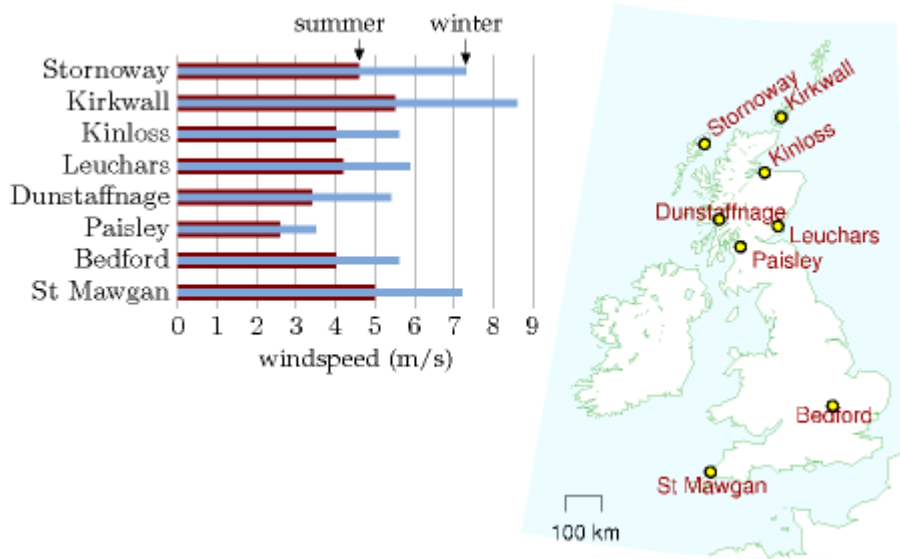 summer winter
Stornoway
Kirkwall
Kinloss
Leuchars
Dunstaffnage
Paisley
Bedford
St Mawgan
0 1 2 3 4 5 6 7 8 9
windspeed (m/s)
Stornoway
Kirkwall
Kinloss
Dunstaffnage
Leuchars
Paisley
Bedford
St Mawgan
100 km